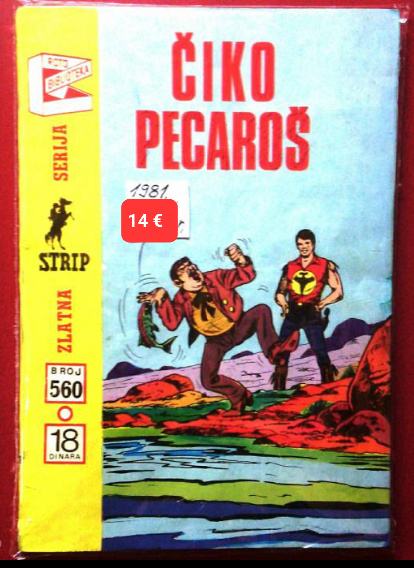 ROTO
BIBLIOTEKA
ČIKO
PECAROŠ
ZLATNA
STRIP
SERIJA
1981.
14 €
BROJ
560
18
DINARA